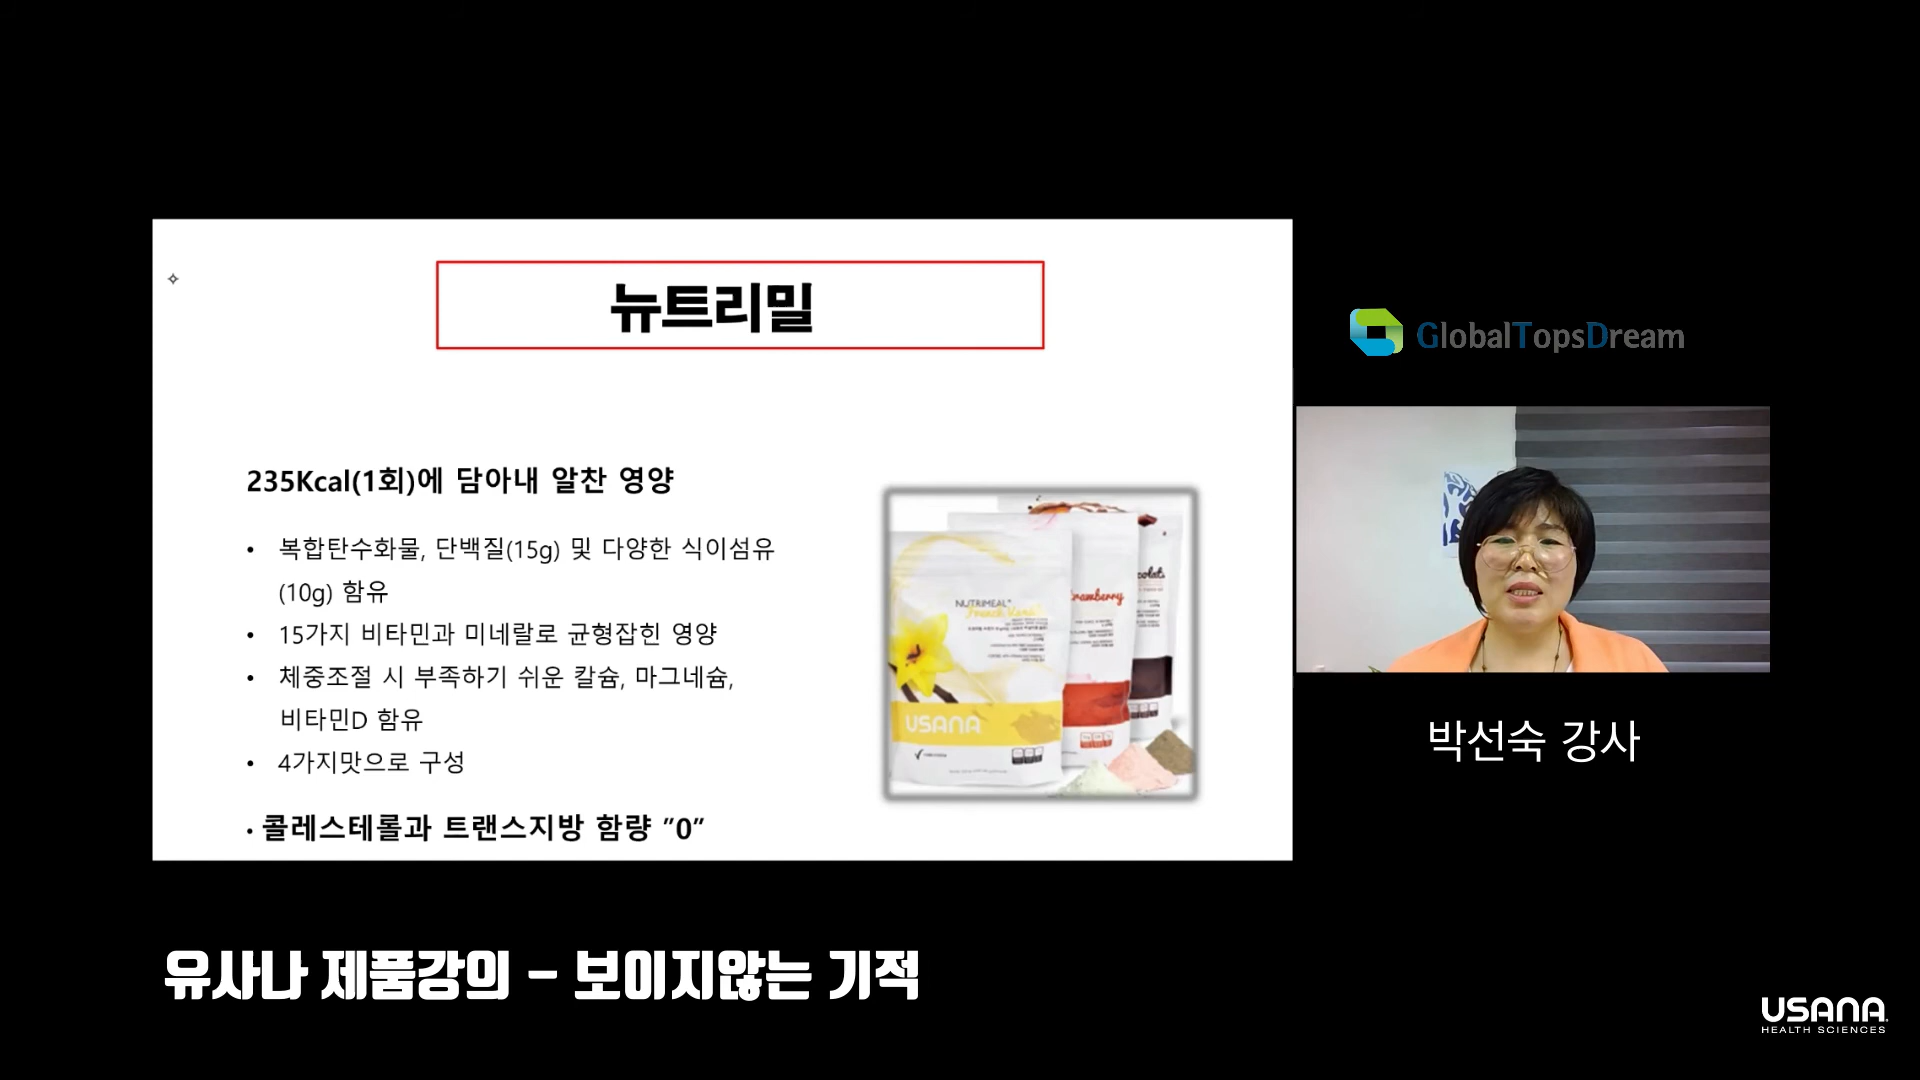 뉴트리밀
235Kcal(1회)에 담아내 알찬 영양
• 복합탄수화물, 단백질(15g) 및 다양한 식이섬유
(10g) 함유
• 15가지 비타민과 미네랄로 균형잡힌 영양
• 체중조절 시 부족하기 쉬운 칼슘, 마그네슘,
비타민D 함유
• 4가지맛으로 구성
• 콜레스테롤과 트랜스지방 함량 ”0”
NUTRIMEAL™
USANA
GlobalTopsDream
박선숙 강사
유사나 제품강의 – 보이지않는 기적
USANA
HEALTH SCIENCES